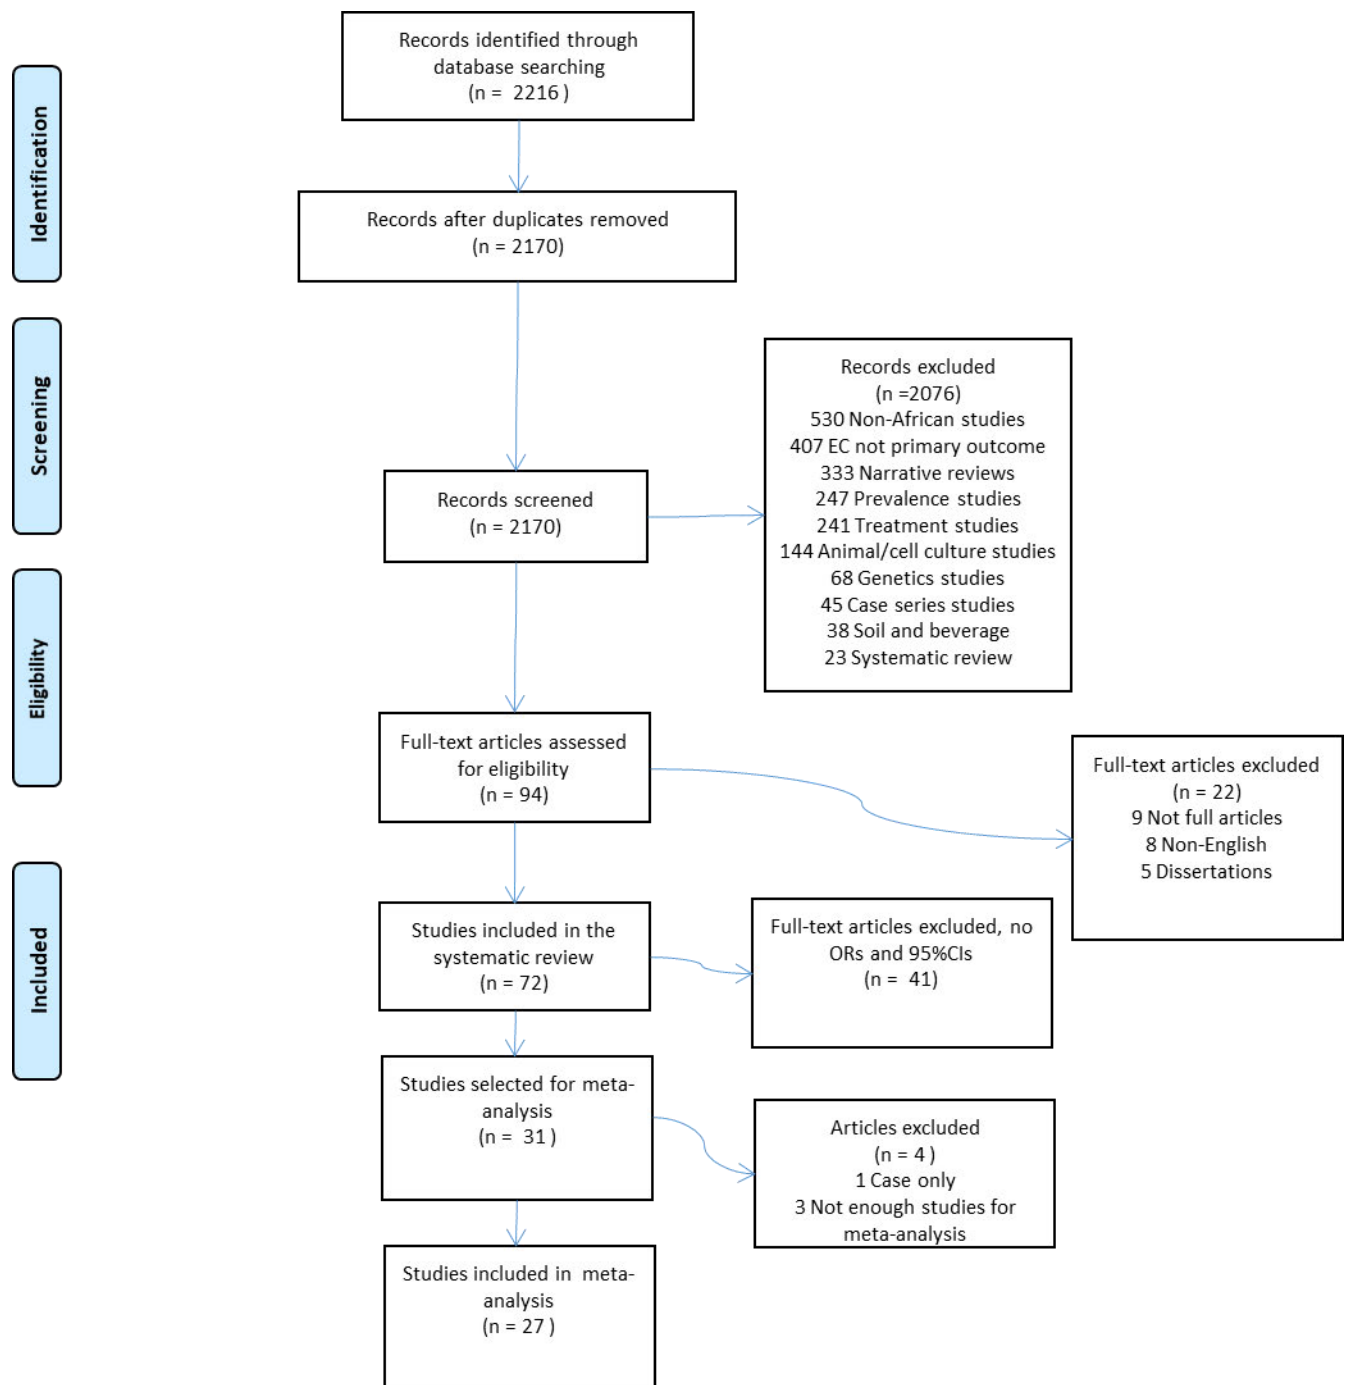 Identification
Records identified through
database searching
(n =  2216 )
Records after duplicates removed
(n = 2170)
Screening
Records screened
(n = 2170)
Records excluded
(n =2076)
530 Non-African studies
407 EC not primary outcome
333 Narrative reviews
247 Prevalence studies
241 Treatment studies
144 Animal/cell culture studies
68 Genetics studies
45 Case series studies
38 Soil and beverage
23 Systematic review
Eligibility
Full-text articles assessed
for eligibility
(n = 94)
Full-text articles excluded
(n = 22)
9 Not full articles
8 Non-English
5 Dissertations
Included
Studies included in the
systematic review
(n = 72)
Full-text articles excluded, no
ORs and 95%CIs
(n =  41)
Studies selected for meta-
analysis
(n =  31 )
Articles excluded
(n = 4 )
1 Case only
3 Not enough studies for
meta-analysis
Studies included in  meta-
analysis
(n = 27 )